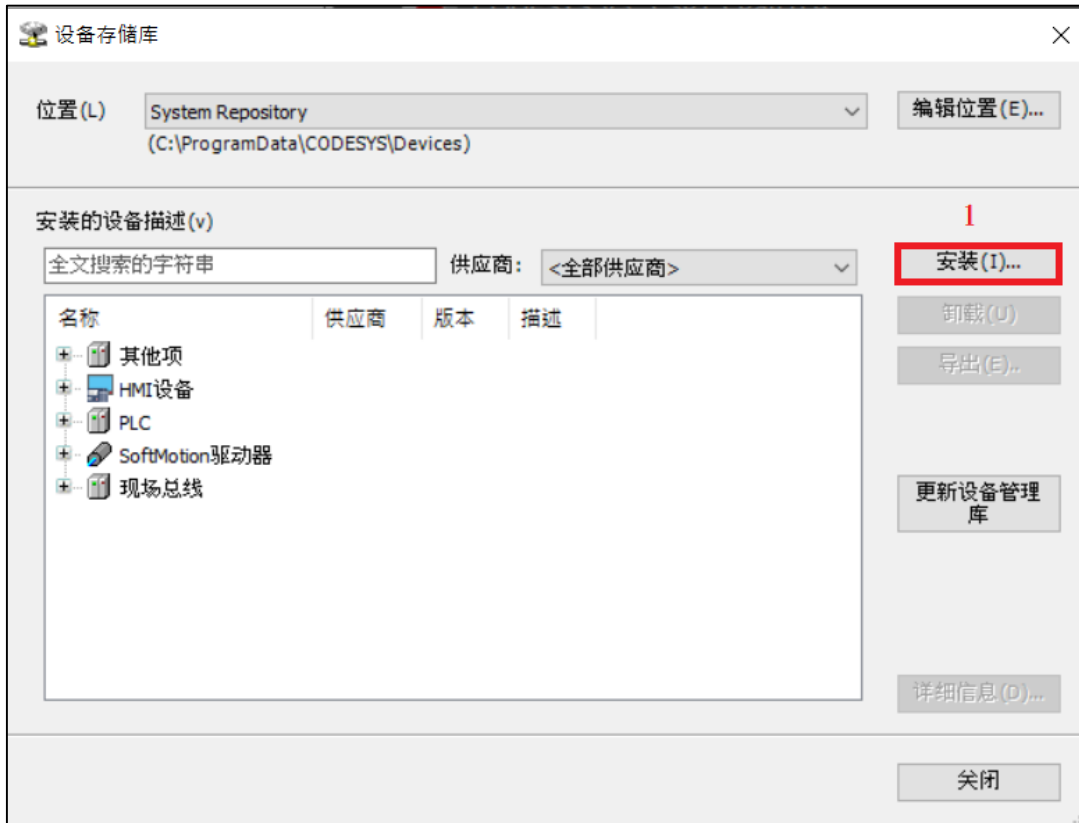 设备存储库
位置(L)
System Repository
编辑位置(E)...
(C:\ProgramData\CODESYS\Devices)
安装的设备描述(v)
1
全文搜索的字符串
供应商:
<全部供应商>
安装(I)...
卸载(U)
导出(E)..
名称
供应商
版本
描述
其他项
HMI设备
PLC
SoftMotion驱动器
现场总线
更新设备管理
库
详细信息(D)...
关闭